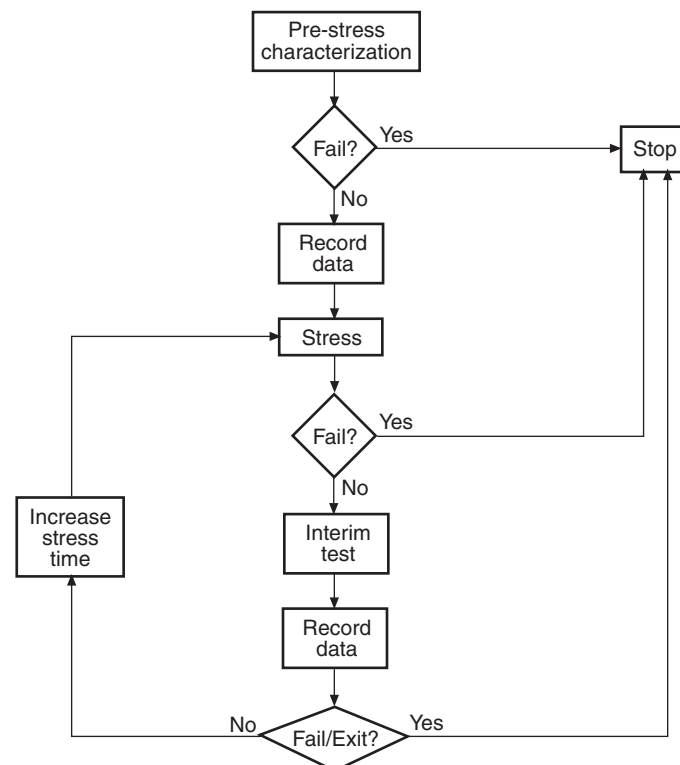 Pre-stress
characterization
Fail?
Yes
Stop
No
Record
data
Stress
Fail?
Yes
No
Increase
stress
time
Interim
test
Record
data
No
Fail/Exit?
Yes